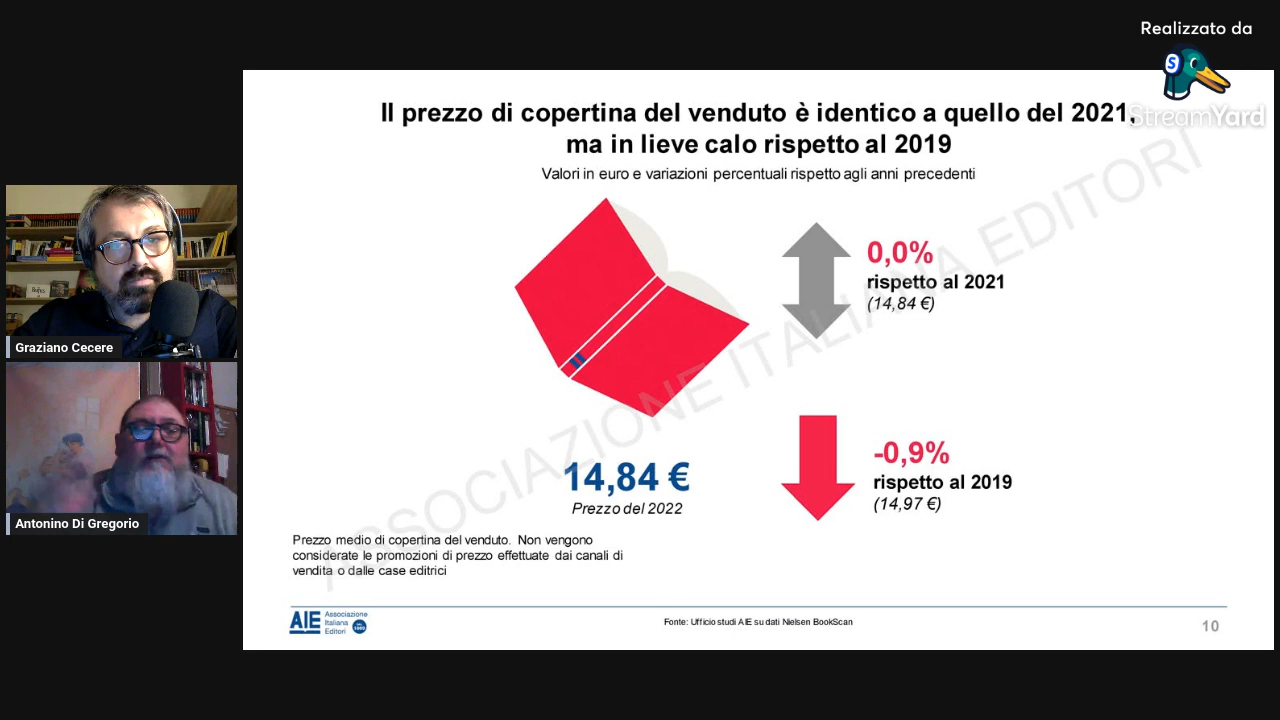 Realizzato da
StreamYard
Il prezzo di copertina del venduto è identico a quello del 2021,
ma in lieve calo rispetto al 2019
Valori in euro e variazioni percentuali rispetto agli anni precedenti
0,0%
rispetto al 2021
(14,84 €)
-0,9%
rispetto al 2019
(14,97 €)
14,84 €
Prezzo del 2022
Prezzo medio di copertina del venduto. Non vengono
considerate le promozioni di prezzo effettuate dai canali di
vendita o dalle case editrici
ASSOCIAZIONE ITALIANA EDITORI
AIE
Associazione
Italiana
Editori
Fonte: Ufficio studi AIE su dati Nielsen BookScan
10
Graziano Cecere
Antonino Di Gregorio